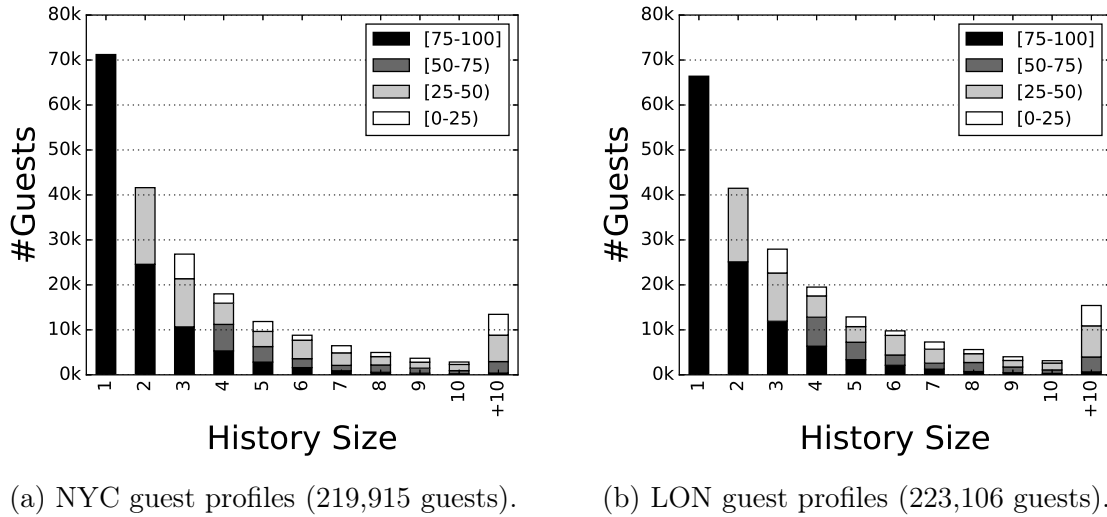 80k
70k
60k
50k
40k
30k
20k
10k
0k
#Guests
[75-100]
[50-75)
[25-50)
[0-25)
1 2 3 4 5 6 7 8 9 10 +10
History Size
(a) NYC guest profiles (219,915 guests).
80k
70k
60k
50k
40k
30k
20k
10k
0k
#Guests
[75-100]
[50-75)
[25-50)
[0-25)
1 2 3 4 5 6 7 8 9 10 +10
History Size
(b) LON guest profiles (223,106 guests).